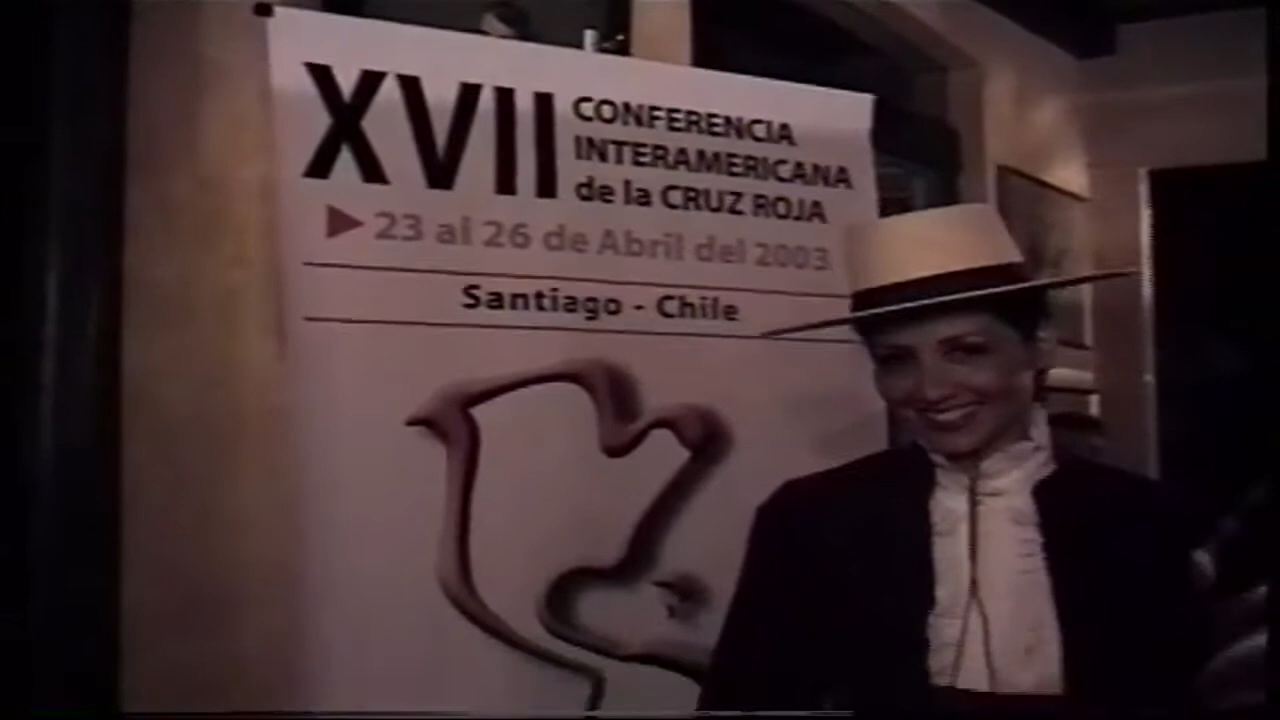 XVII
CONFERENCIA
INTERAMERICANA
de la CRUZ ROJA
23 al 26 de Abril del 2003
Santiago - Chile